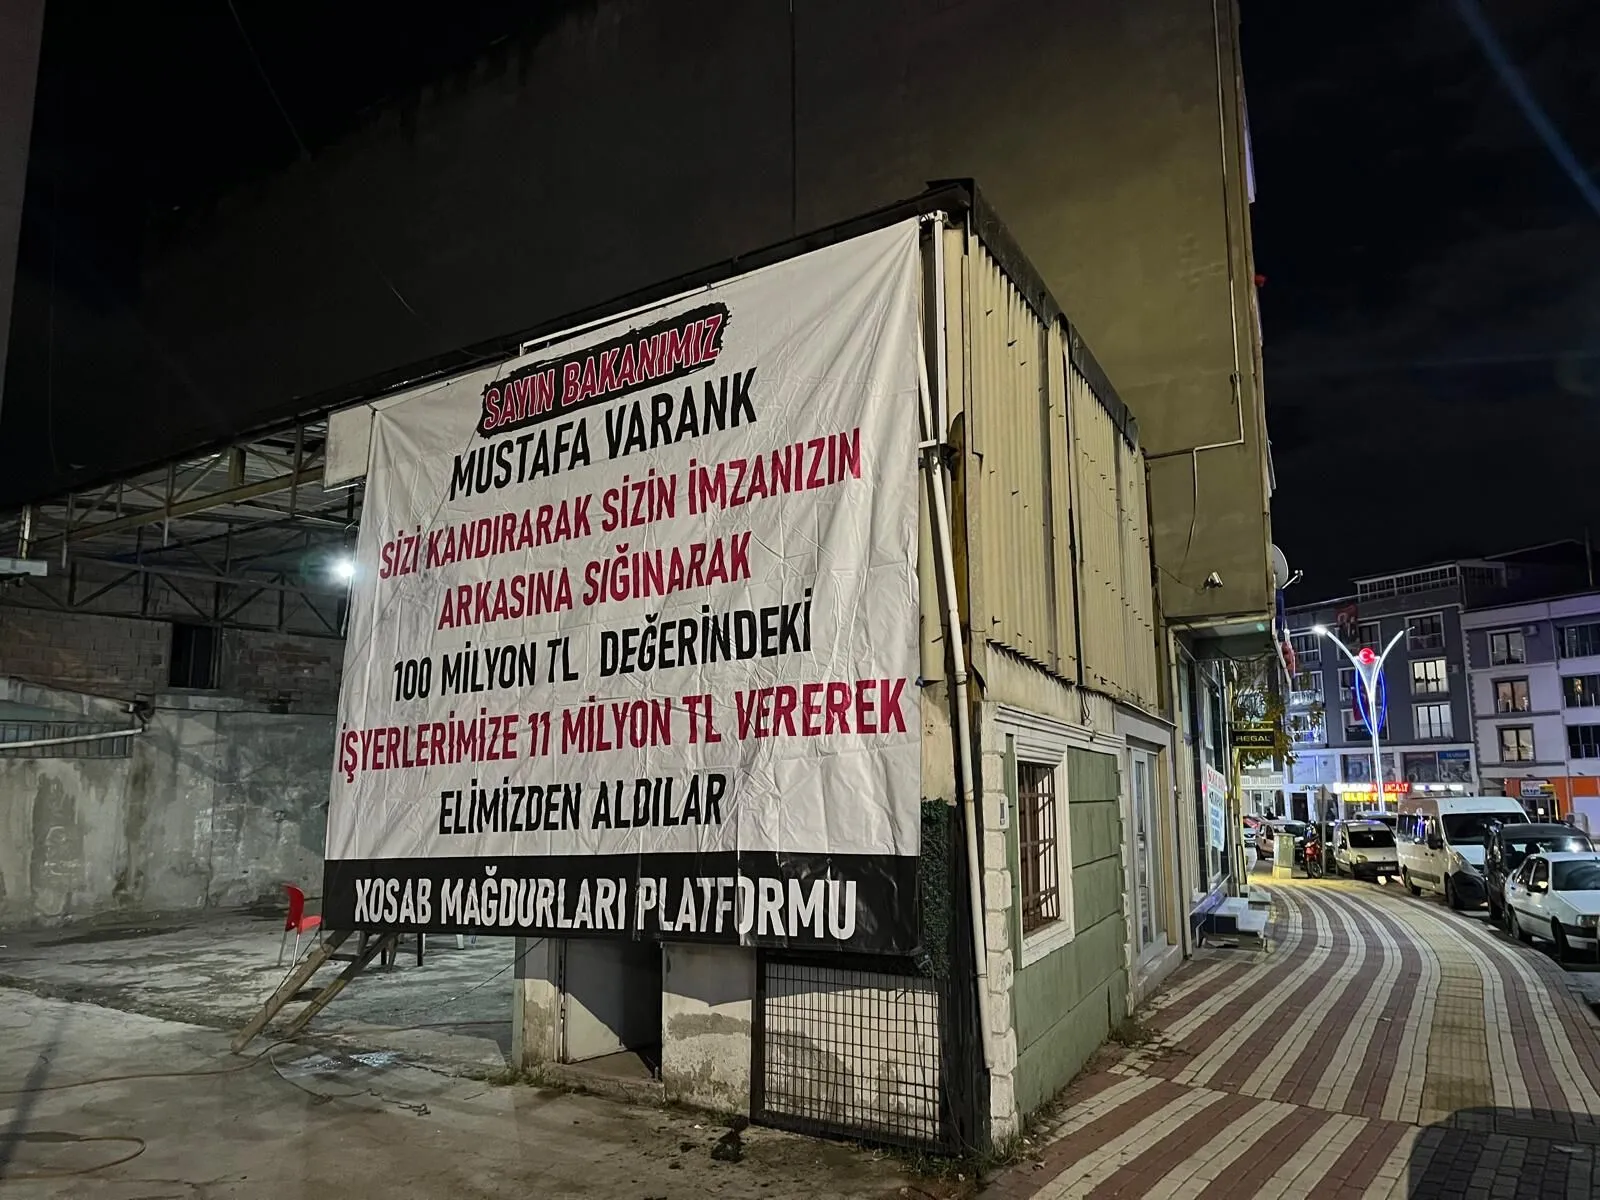 SAYIN BAKANIMIZ
MUSTAFA VARANK
SİZİ KANDIRARAK SİZİN İMZANIZIN
ARKASINA SIĞINARAK
100 MİLYON TL DEĞERİNDEKİ
İŞYERLERİMİZE 11 MİLYON TL VEREREK
ELİMİZDEN ALDILAR
XOSAB MAĞDURLARI PLATFORMU
REGAL